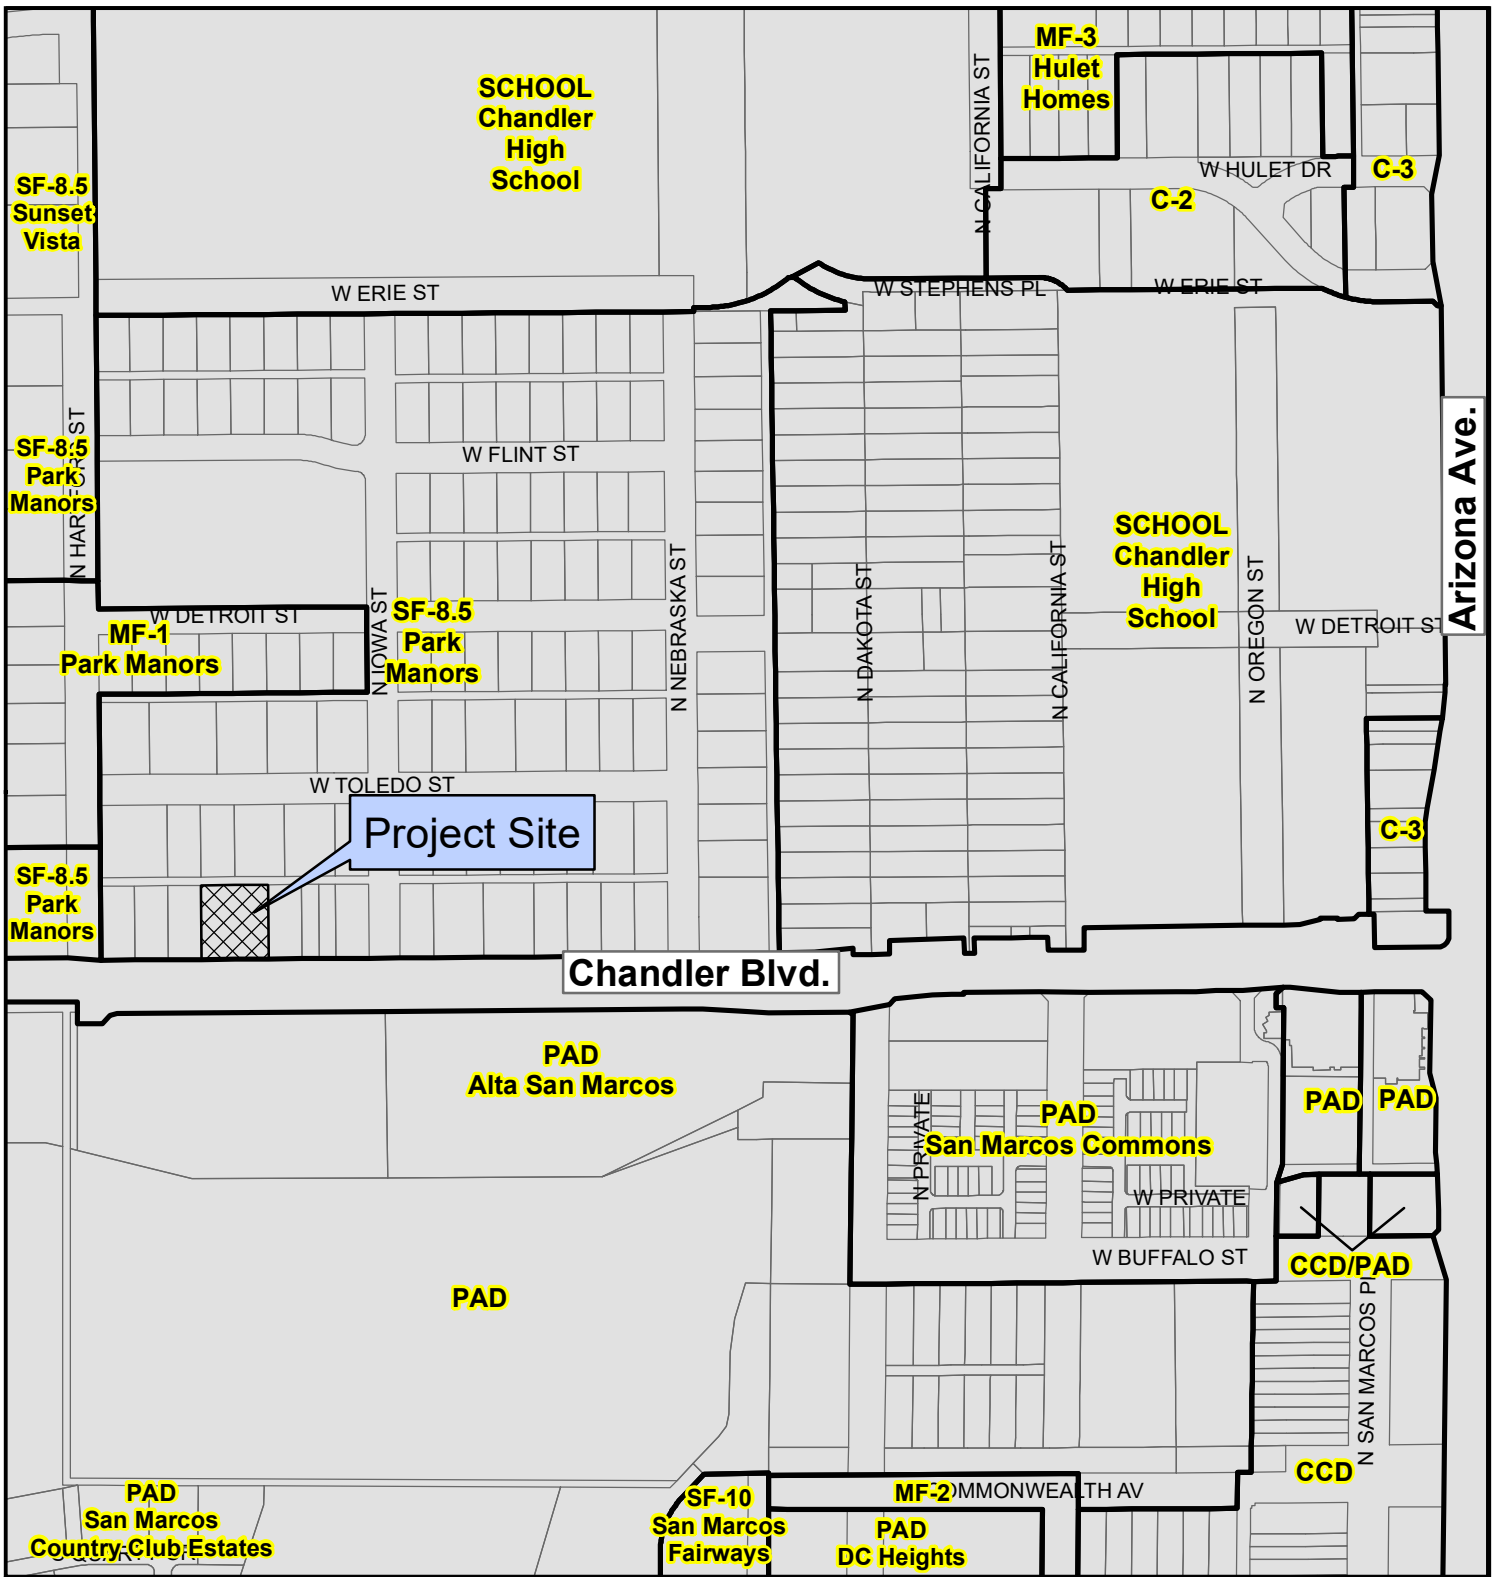 MF-3
Hulet
Homes
SCHOOL
Chandler
High
School
N CALIFORNIA ST
W HULET DR
C-3
SF-8.5
Sunset
Vista
C-2
W ERIE ST
W STEPHENS PL
W ERIE ST
Arizona Ave.
SF-8.5
Park
Manors
W FLINT ST
SCHOOL
Chandler
High
School
N NEBRASKA ST
N DAKOTA ST
N CALIFORNIA ST
N OREGON ST
W DETROIT ST
MF-1
Park Manors
N IOWA ST
SF-8.5
Park
Manors
W DETROIT ST
W TOLEDO ST
Project Site
C-3
SF-8.5
Park
Manors
Chandler Blvd.
PAD
Alta San Marcos
N PRIVATE
PAD
San Marcos Commons
PAD
PAD
W PRIVATE
W BUFFALO ST
CCD/PAD
PAD
N SAN MARCOS PL
CCD
PAD
San Marcos
Country Club Estates
SF-10
San Marcos
Fairways
MF-2
PAD
DC Heights